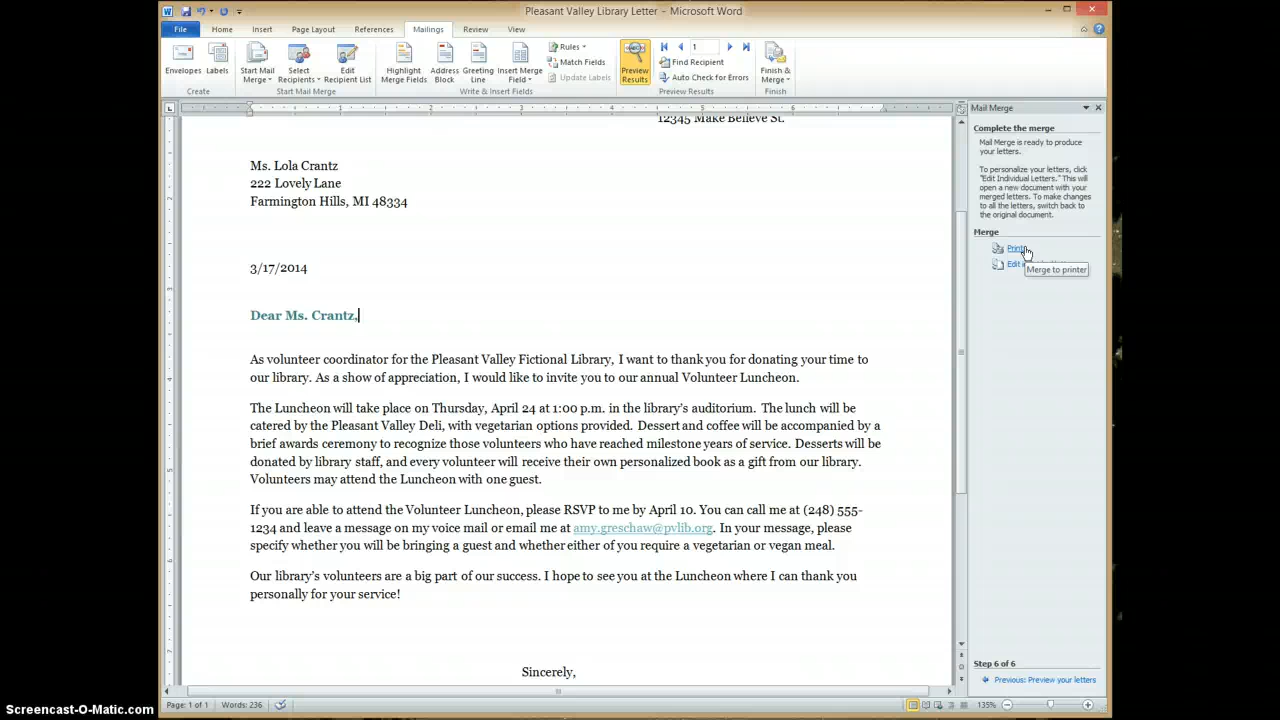 Pleasant Valley Library Letter - Microsoft Word
File Home Insert Page Layout References Mailings Review View
Envelopes Labels Start Mail Merge Select Recipients Edit Recipient List Highlight Merge Fields Address Block Greeting Line Insert Merge Field Rules Match Fields Update Labels Preview Results 1 Find Recipient Auto Check for Errors Finish & Merge
Create Start Mail Merge Write & Insert Fields Preview Results Finish
12345 Make Believe St.
Ms. Lola Crantz
222 Lovely Lane
Farmington Hills, MI 48334
3/17/2014
Dear Ms. Crantz,
As volunteer coordinator for the Pleasant Valley Fictional Library, I want to thank you for donating your time to
our library. As a show of appreciation, I would like to invite you to our annual Volunteer Luncheon.
The Luncheon will take place on Thursday, April 24 at 1:00 p.m. in the library's auditorium. The lunch will be
catered by the Pleasant Valley Deli, with vegetarian options provided. Dessert and coffee will be accompanied by a
brief awards ceremony to recognize those volunteers who have reached milestone years of service. Desserts will be
donated by library staff, and every volunteer will receive their own personalized book as a gift from our library.
Volunteers may attend the Luncheon with one guest.
If you are able to attend the Volunteer Luncheon, please RSVP to me by April 10. You can call me at (248) 555-
1234 and leave a message on my voice mail or email me at amy.greschaw@pvlib.org. In your message, please
specify whether you will be bringing a guest and whether either of you require a vegetarian or vegan meal.
Our library's volunteers are a big part of our success. I hope to see you at the Luncheon where I can thank you
personally for your service!
Sincerely,
Mail Merge
Complete the merge
Mail Merge is ready to produce
your letters.
To personalize your letters, click
"Edit Individual Letters." This will
open a new document with your
merged letters. To make changes
to all the letters, switch back to
the original document.
Merge
Print
Edit
Merge to printer
Step 6 of 6
Previous: Preview your letters
Page: 1 of 1 Words: 236 135%
Screencast-O-Matic.com